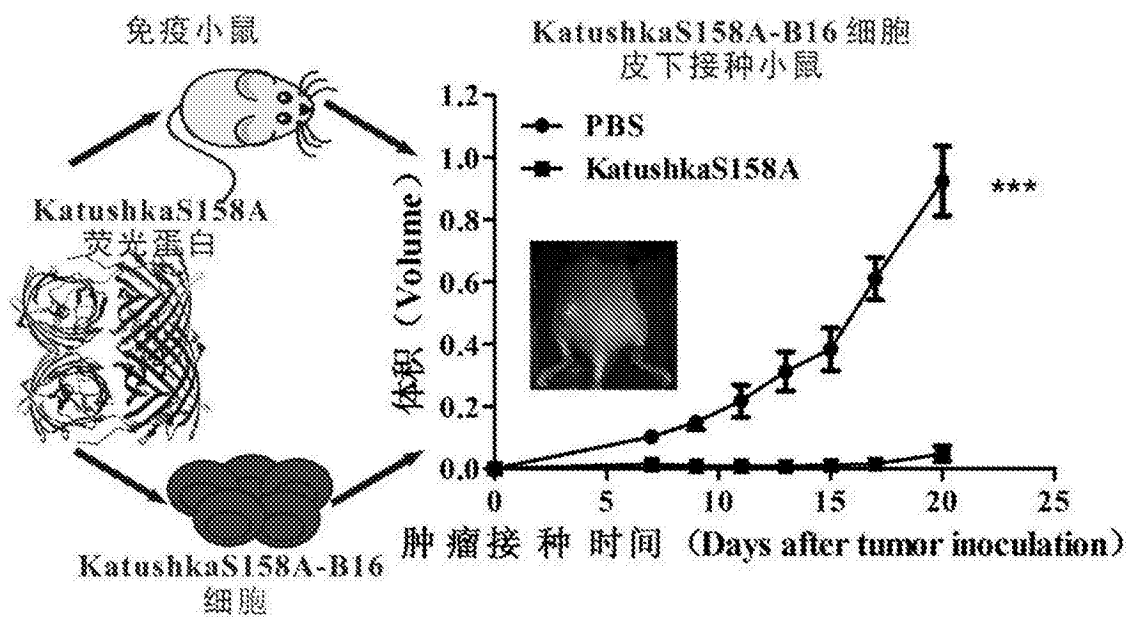 免疫小鼠
KatushkaS158A
荧光蛋白
KatushkaS158A-B16
细胞
KatushkaS158A-B16 细胞
皮下接种小鼠
PBS
KatushkaS158A
***
体积（Volume）
1.2
1.0
0.8
0.6
0.4
0.2
0.0
0 5 10 15 20 25
肿瘤接种时间（Days after tumor inoculation）